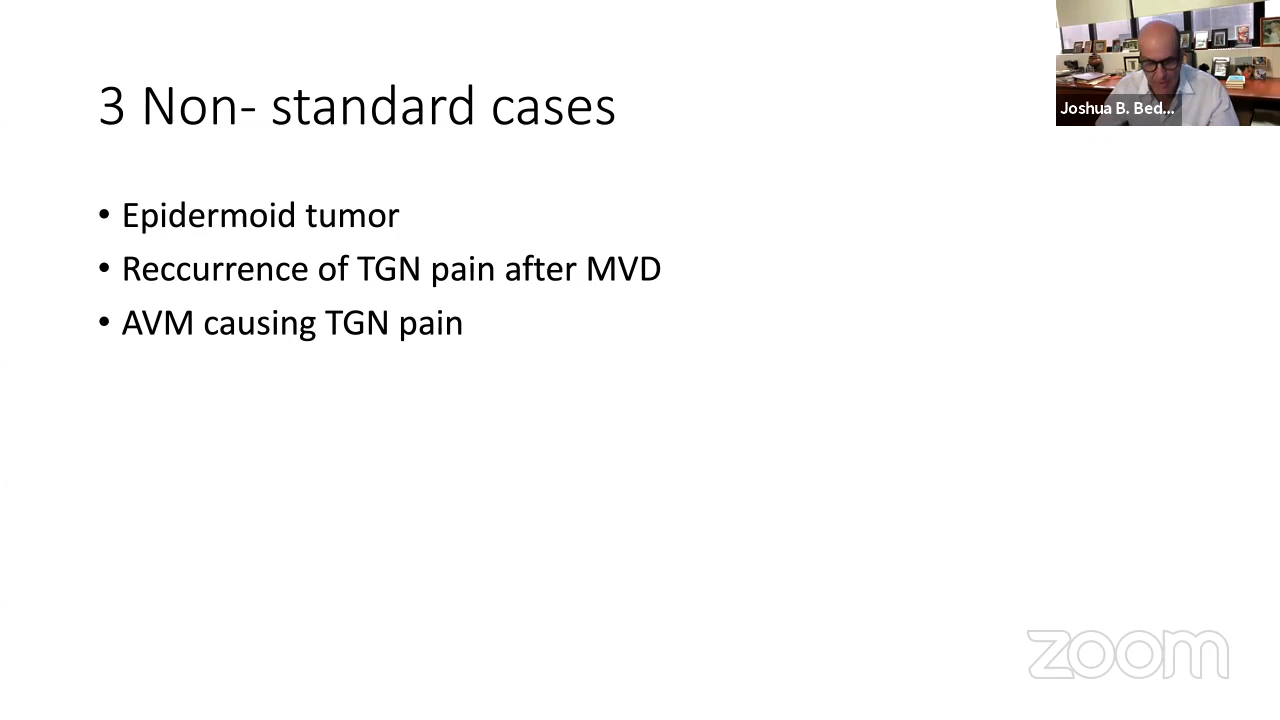 3 Non- standard cases
Joshua B. Bed...
• Epidermoid tumor
• Reccurrence of TGN pain after MVD
• AVM causing TGN pain
zoom